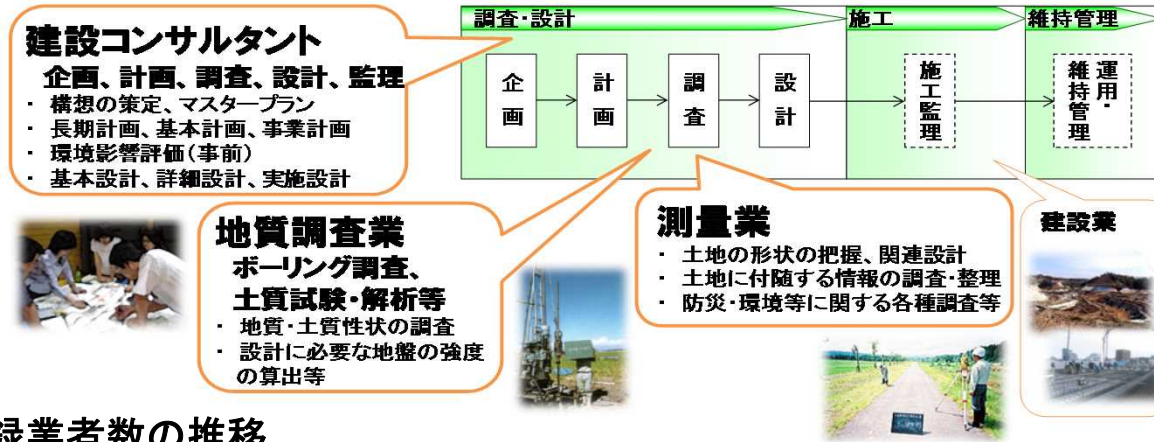 建設コンサルタント
企画、計画、調査、設計、監理
・ 構想の策定、マスタープラン
・ 長期計画、基本計画、事業計画
・ 環境影響評価(事前)
・ 基本設計、詳細設計、実施設計
調査・設計
施工
維持管理
企画
計画
調査
設計
施工監理
運用・
維持管理
地質調査業
ボーリング調査、
土質試験・解析等
・ 地質・土質性状の調査
・ 設計に必要な地盤の強度
の算出等
測量業
・ 土地の形状の把握、関連設計
・ 土地に付随する情報の調査・整理
・ 防災・環境等に関する各種調査等
建設業
録業者数の推移